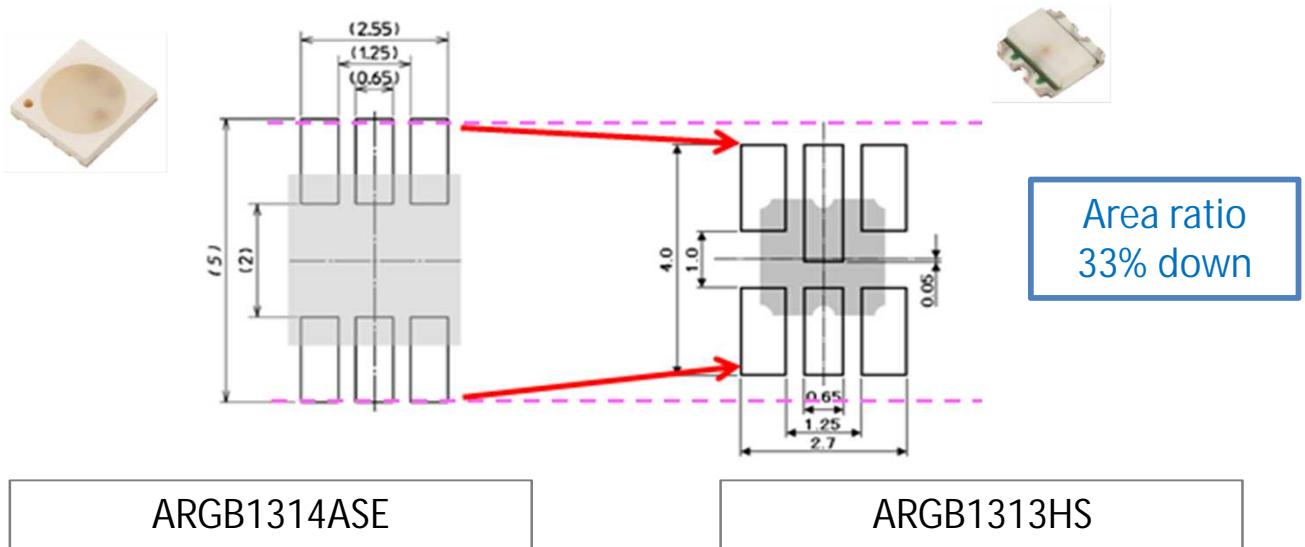 (2.55)
(1.25)
(0.65)
(5)
(2)
4.0
1.0
0.05
0.65
1.25
2.7
Area ratio
33% down
ARGB1314ASE
ARGB1313HS